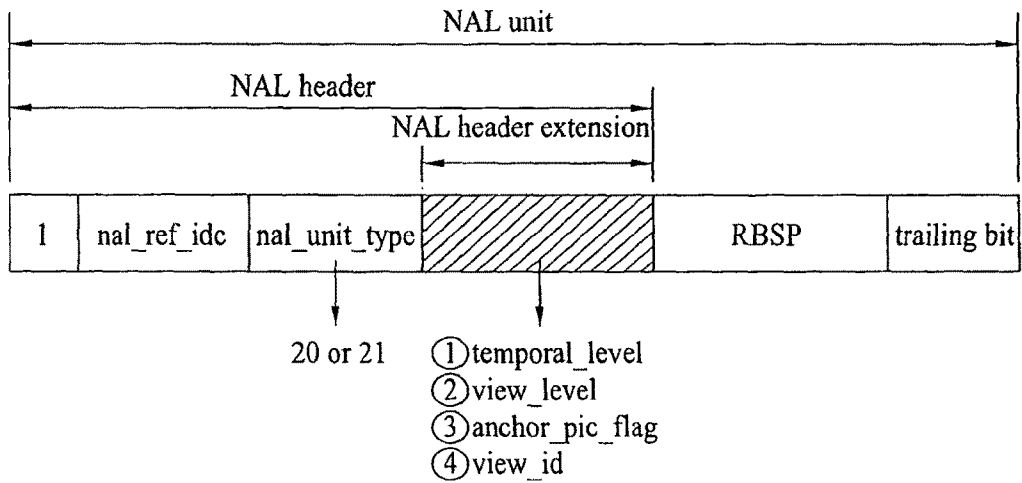 NAL unit
NAL header
NAL header extension
1 nal_ref_idc nal_unit_type RBSP trailing bit
20 or 21
①temporal_level
②view_level
③anchor_pic_flag
④view_id